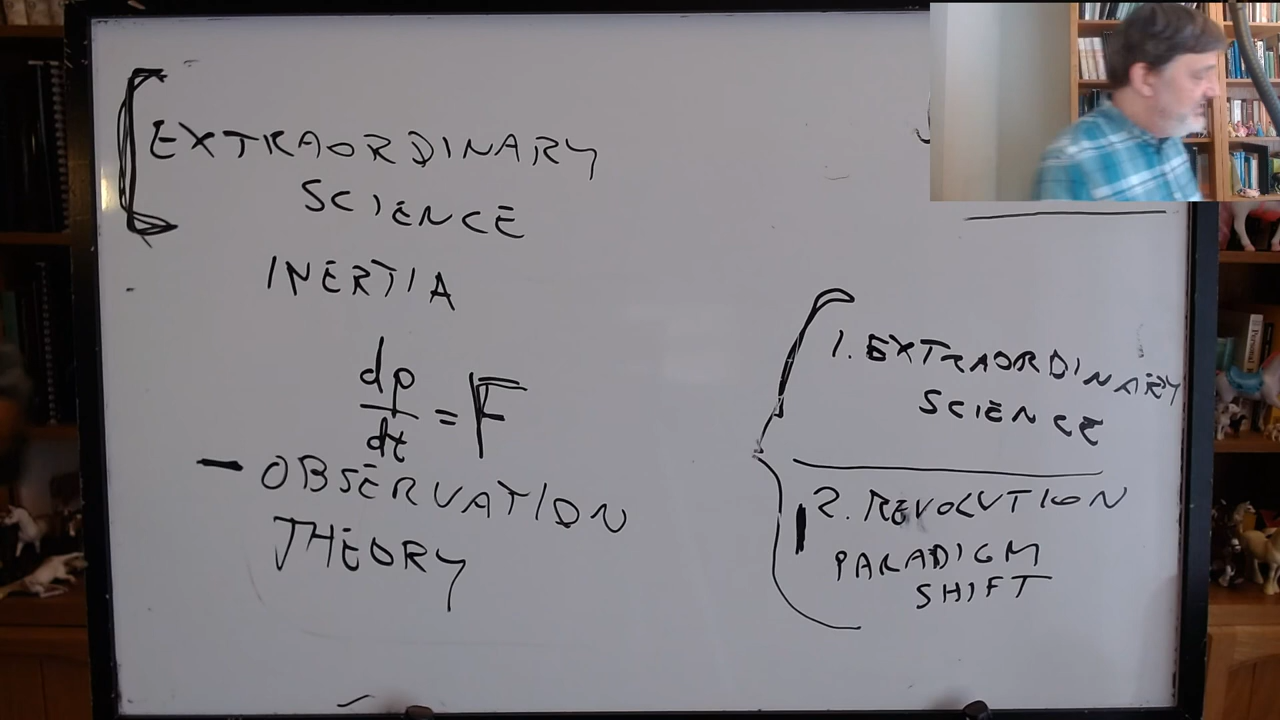 EXTRAORDINARY
SCIENCE
INERTIA
dp/dt = F
- OBSERVATION
THEORY
1. EXTRAORDINARY
SCIENCE
2. REVOLUTION
PARADIGM
SHIFT